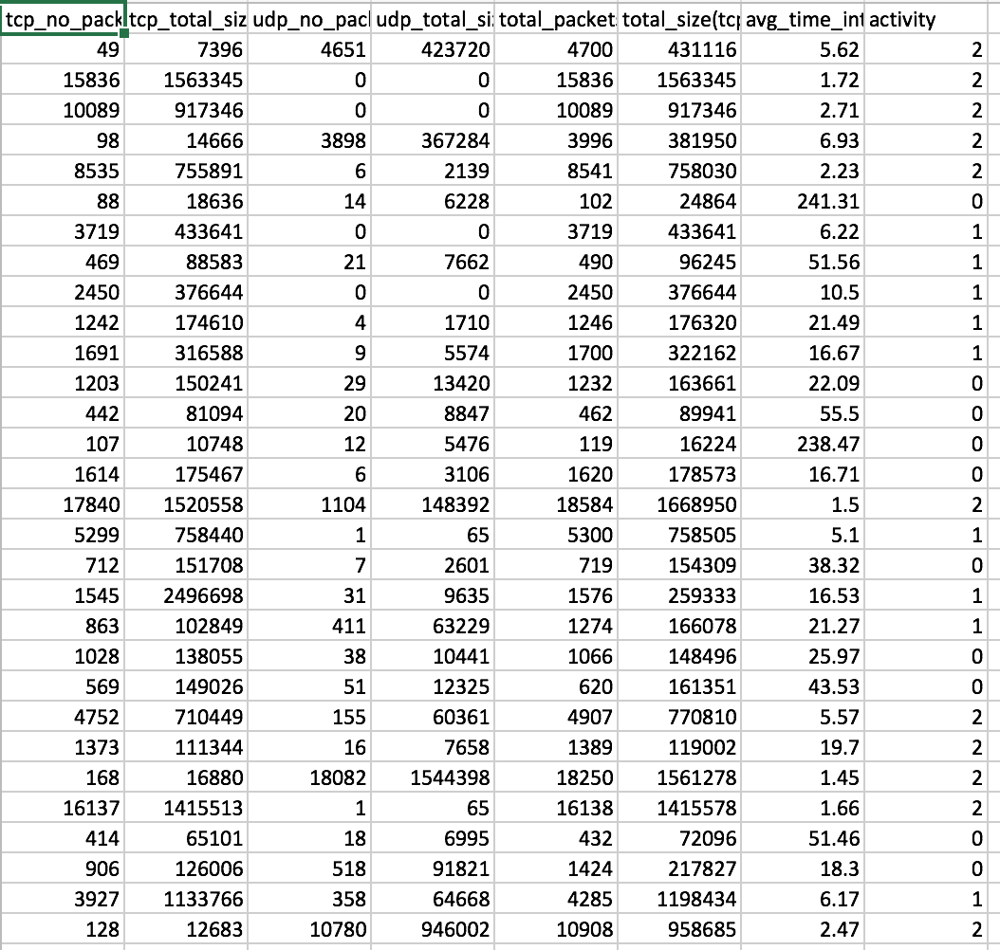 tcp_no_pack tcp_total_siz udp_no_pac udp_total_si total_packet total_size(tcp avg_time_int activity
49 7396 4651 423720 4700 431116 5.62 2
15836 1563345 0 0 15836 1563345 1.72 2
10089 917346 0 0 10089 917346 2.71 2
98 14666 3898 367284 3996 381950 6.93 2
8535 755891 6 2139 8541 758030 2.23 2
88 18636 14 6228 102 24864 241.31 0
3719 433641 0 0 3719 433641 6.22 1
469 88583 21 7662 490 96245 51.56 1
2450 376644 0 0 2450 376644 10.5 1
1242 174610 4 1710 1246 176320 21.49 1
1691 316588 9 5574 1700 322162 16.67 1
1203 150241 29 13420 1232 163661 22.09 0
442 81094 20 8847 462 89941 55.5 0
107 10748 12 5476 119 16224 238.47 0
1614 175467 6 3106 1620 178573 16.71 0
17840 1520558 1104 148392 18584 1668950 1.5 2
5299 758440 1 65 5300 758505 5.1 1
712 151708 7 2601 719 154309 38.32 0
1545 2496698 31 9635 1576 259333 16.53 1
863 102849 411 63229 1274 166078 21.27 1
1028 138055 38 10441 1066 148496 25.97 0
569 149026 51 12325 620 161351 43.53 0
4752 710449 155 60361 4907 770810 5.57 2
1373 111344 16 7658 1389 119002 19.7 2
168 16880 18082 1544398 18250 1561278 1.45 2
16137 1415513 1 65 16138 1415578 1.66 2
414 65101 18 6995 432 72096 51.46 0
906 126006 518 91821 1424 217827 18.3 0
3927 1133766 358 64668 4285 1198434 6.17 1
128 12683 10780 946002 10908 958685 2.47 2